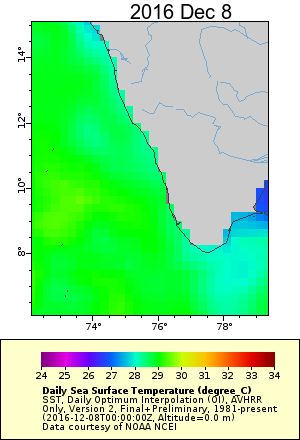 2016 Dec 8
14°
12°
10°
8°
74° 76° 78°
24 25 26 27 28 29 30 31 32 33 34
Daily Sea Surface Temperature (degree_C)
SST, Daily Optimum Interpolation (OI), AVHRR
Only, Version 2, Final+Preliminary, 1981-present
(2016-12-08T00:00:00Z, Altitude=0.0 m)
Data courtesy of NOAA NCEI